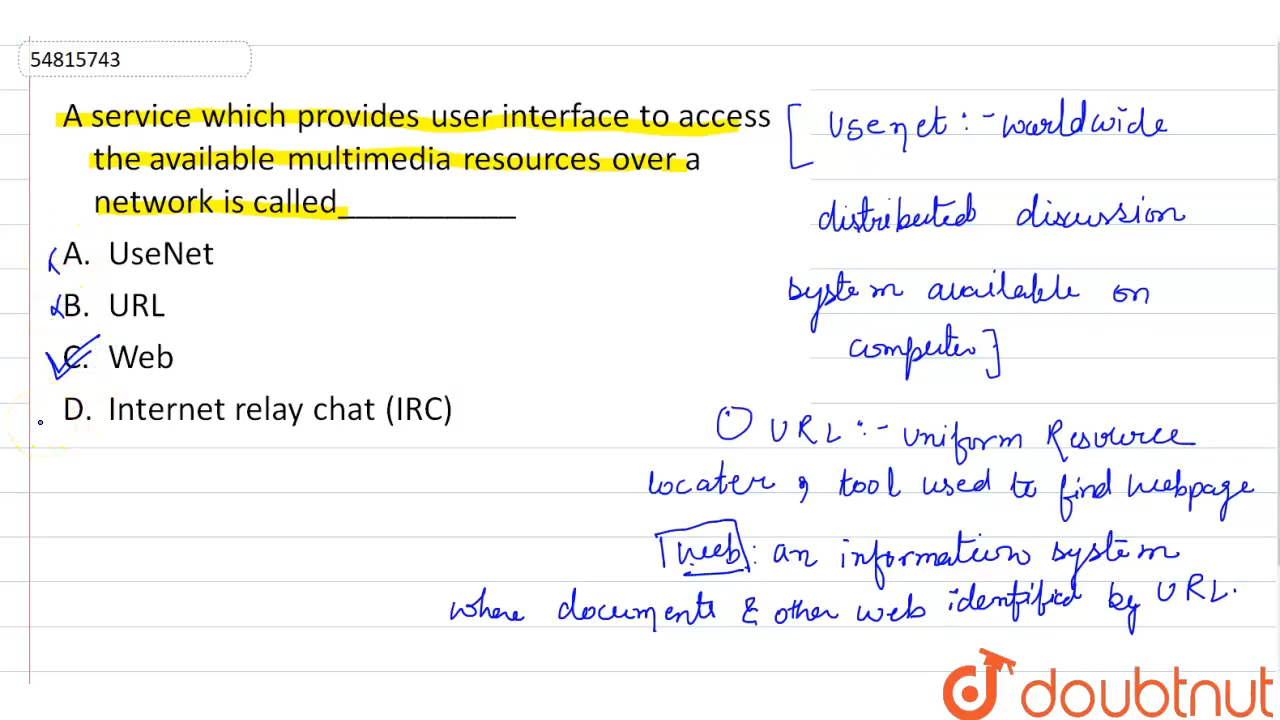 54815743
A service which provides user interface to access
the available multimedia resources over a
network is called__________
A. UseNet
B. URL
C. Web
D. Internet relay chat (IRC)
[ Usenet :- worldwide
distributed discussion
system available on
computer]
URL :- Uniform Resource
locater, tool used to find webpage
Web : an information system
where documents & other web identified by URL.
doubtnut